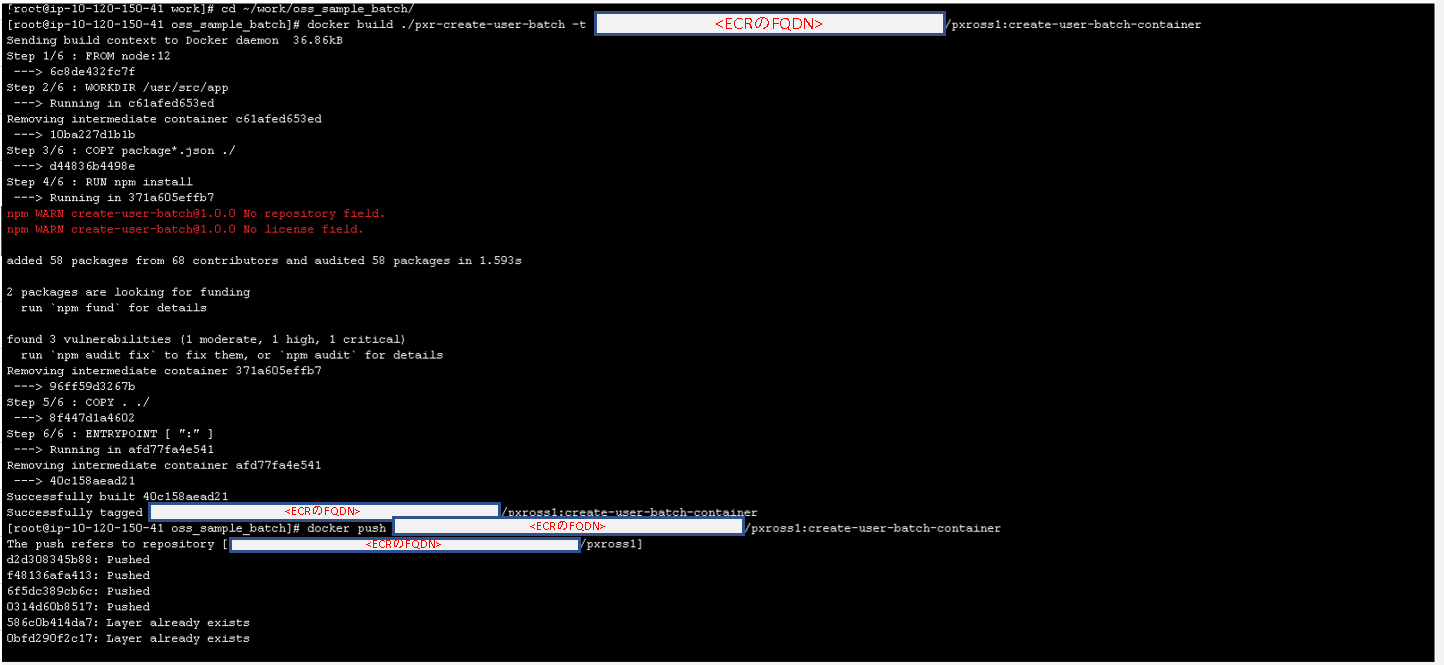 [root@ip-10-120-150-41 work]# cd ~/work/oss_sample_batch/
[root@ip-10-120-150-41 oss_sample_batch]# docker build ./pxr-create-user-batch -t <ECRのFQDN>/pxross1:create-user-batch-container
Sending build context to Docker daemon  36.86kB
Step 1/6 : FROM node:12
 ---> 6c8de432fc7f
Step 2/6 : WORKDIR /usr/src/app
 ---> Running in c61afed653ed
Removing intermediate container c61afed653ed
 ---> 10ba227d1b1b
Step 3/6 : COPY package*.json ./
 ---> d44836b4498e
Step 4/6 : RUN npm install
 ---> Running in 371a605effb7
npm WARN create-user-batch@1.0.0 No repository field.
npm WARN create-user-batch@1.0.0 No license field.
added 58 packages from 68 contributors and audited 58 packages in 1.593s
2 packages are looking for funding
  run `npm fund` for details
found 3 vulnerabilities (1 moderate, 1 high, 1 critical)
  run `npm audit fix` to fix them, or `npm audit` for details
Removing intermediate container 371a605effb7
 ---> 96ff59d3267b
Step 5/6 : COPY . ./
 ---> 8f447d1a4602
Step 6/6 : ENTRYPOINT [ ":" ]
 ---> Running in afd77fa4e541
Removing intermediate container afd77fa4e541
 ---> 40c158aead21
Successfully built 40c158aead21
Successfully tagged <ECRのFQDN>/pxross1:create-user-batch-container
[root@ip-10-120-150-41 oss_sample_batch]# docker push <ECRのFQDN>/pxross1:create-user-batch-container
The push refers to repository [<ECRのFQDN>/pxross1]
d2d308345b88: Pushed
f48136afa413: Pushed
6f5dc389cb6c: Pushed
0314d60b8517: Pushed
586c0b414da7: Layer already exists
0bfd290f2c17: Layer already exists